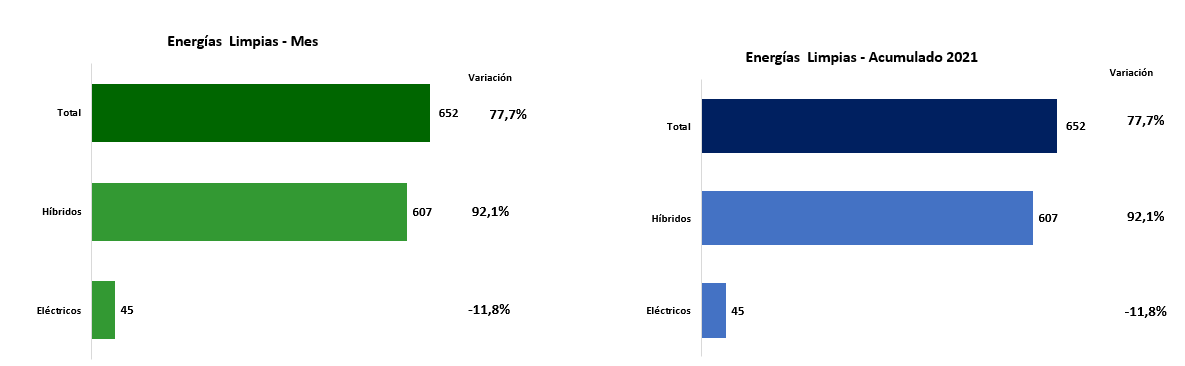 Energías  Limpias - Mes
Variación
Total
652
77,7%
Híbridos
607
92,1%
Eléctricos
45
-11,8%
Energías  Limpias - Acumulado 2021
Variación
Total
652
77,7%
Híbridos
607
92,1%
Eléctricos
45
-11,8%